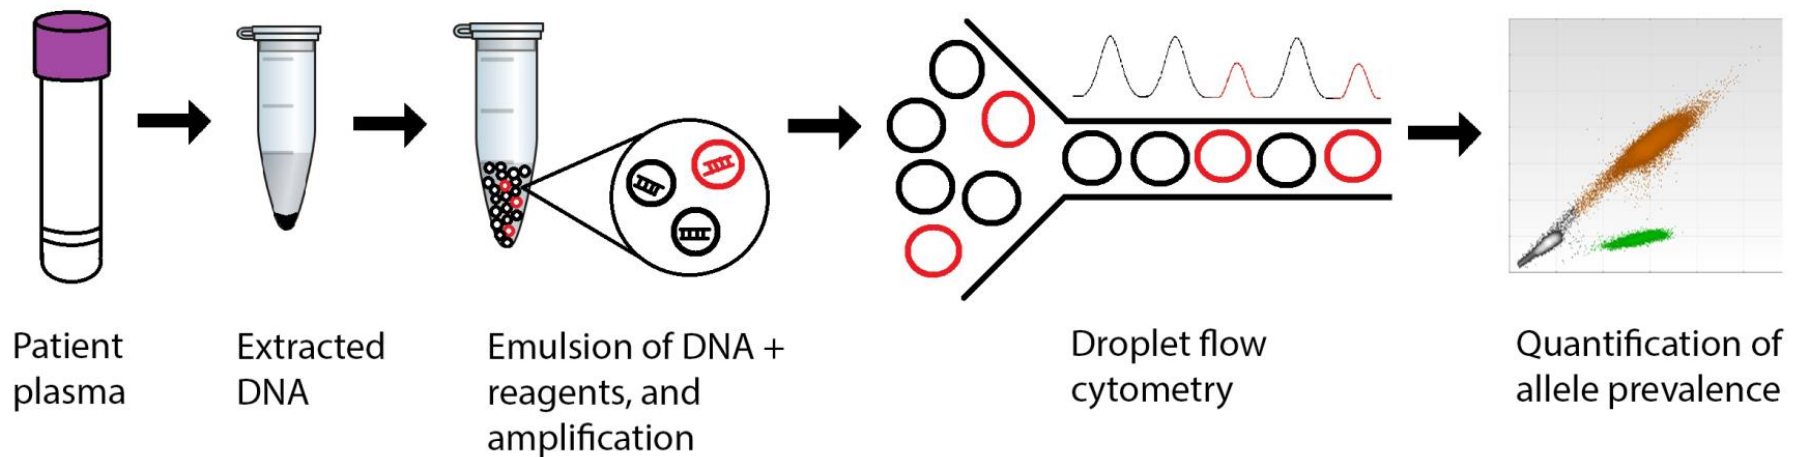 Patient
plasma
Extracted
DNA
Emulsion of DNA +
reagents, and
amplification
Droplet flow
cytometry
Quantification of
allele prevalence